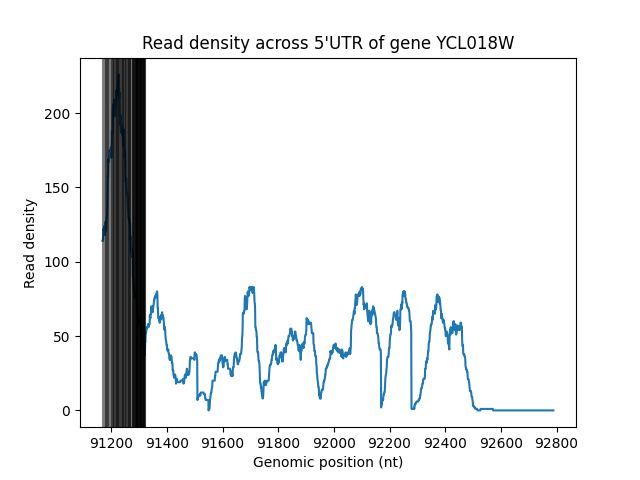 Read density across 5'UTR of gene YCL018W
Read density
200
150
100
50
0
91200 91400 91600 91800 92000 92200 92400 92600 92800
Genomic position (nt)